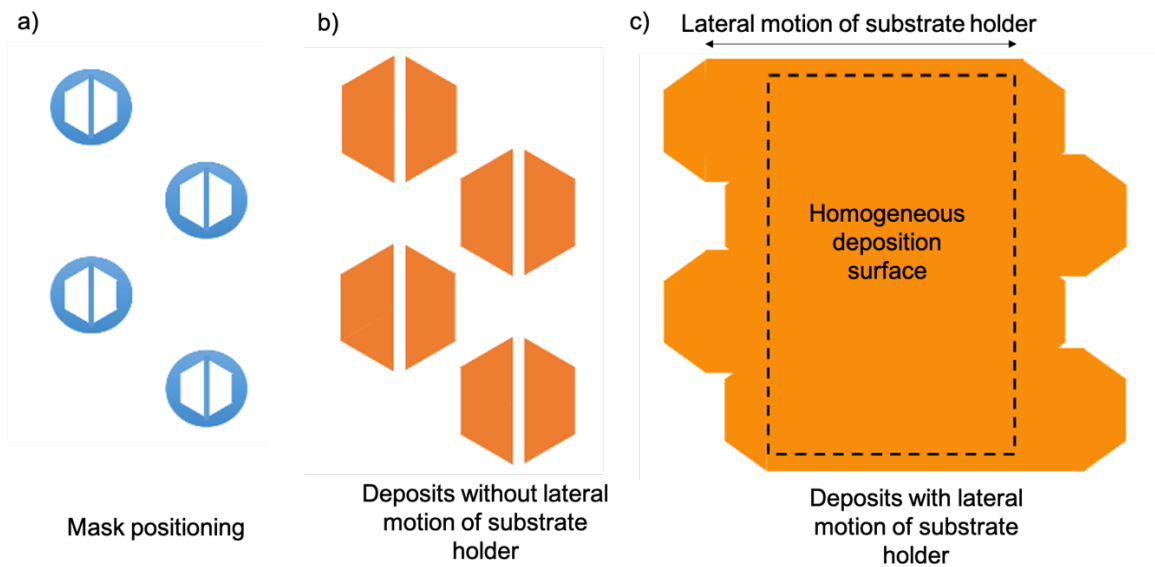 a)
b)
c)
Lateral motion of substrate holder
Homogeneous
deposition
surface
Mask positioning
Deposits without lateral
motion of substrate
holder
Deposits with lateral
motion of substrate
holder